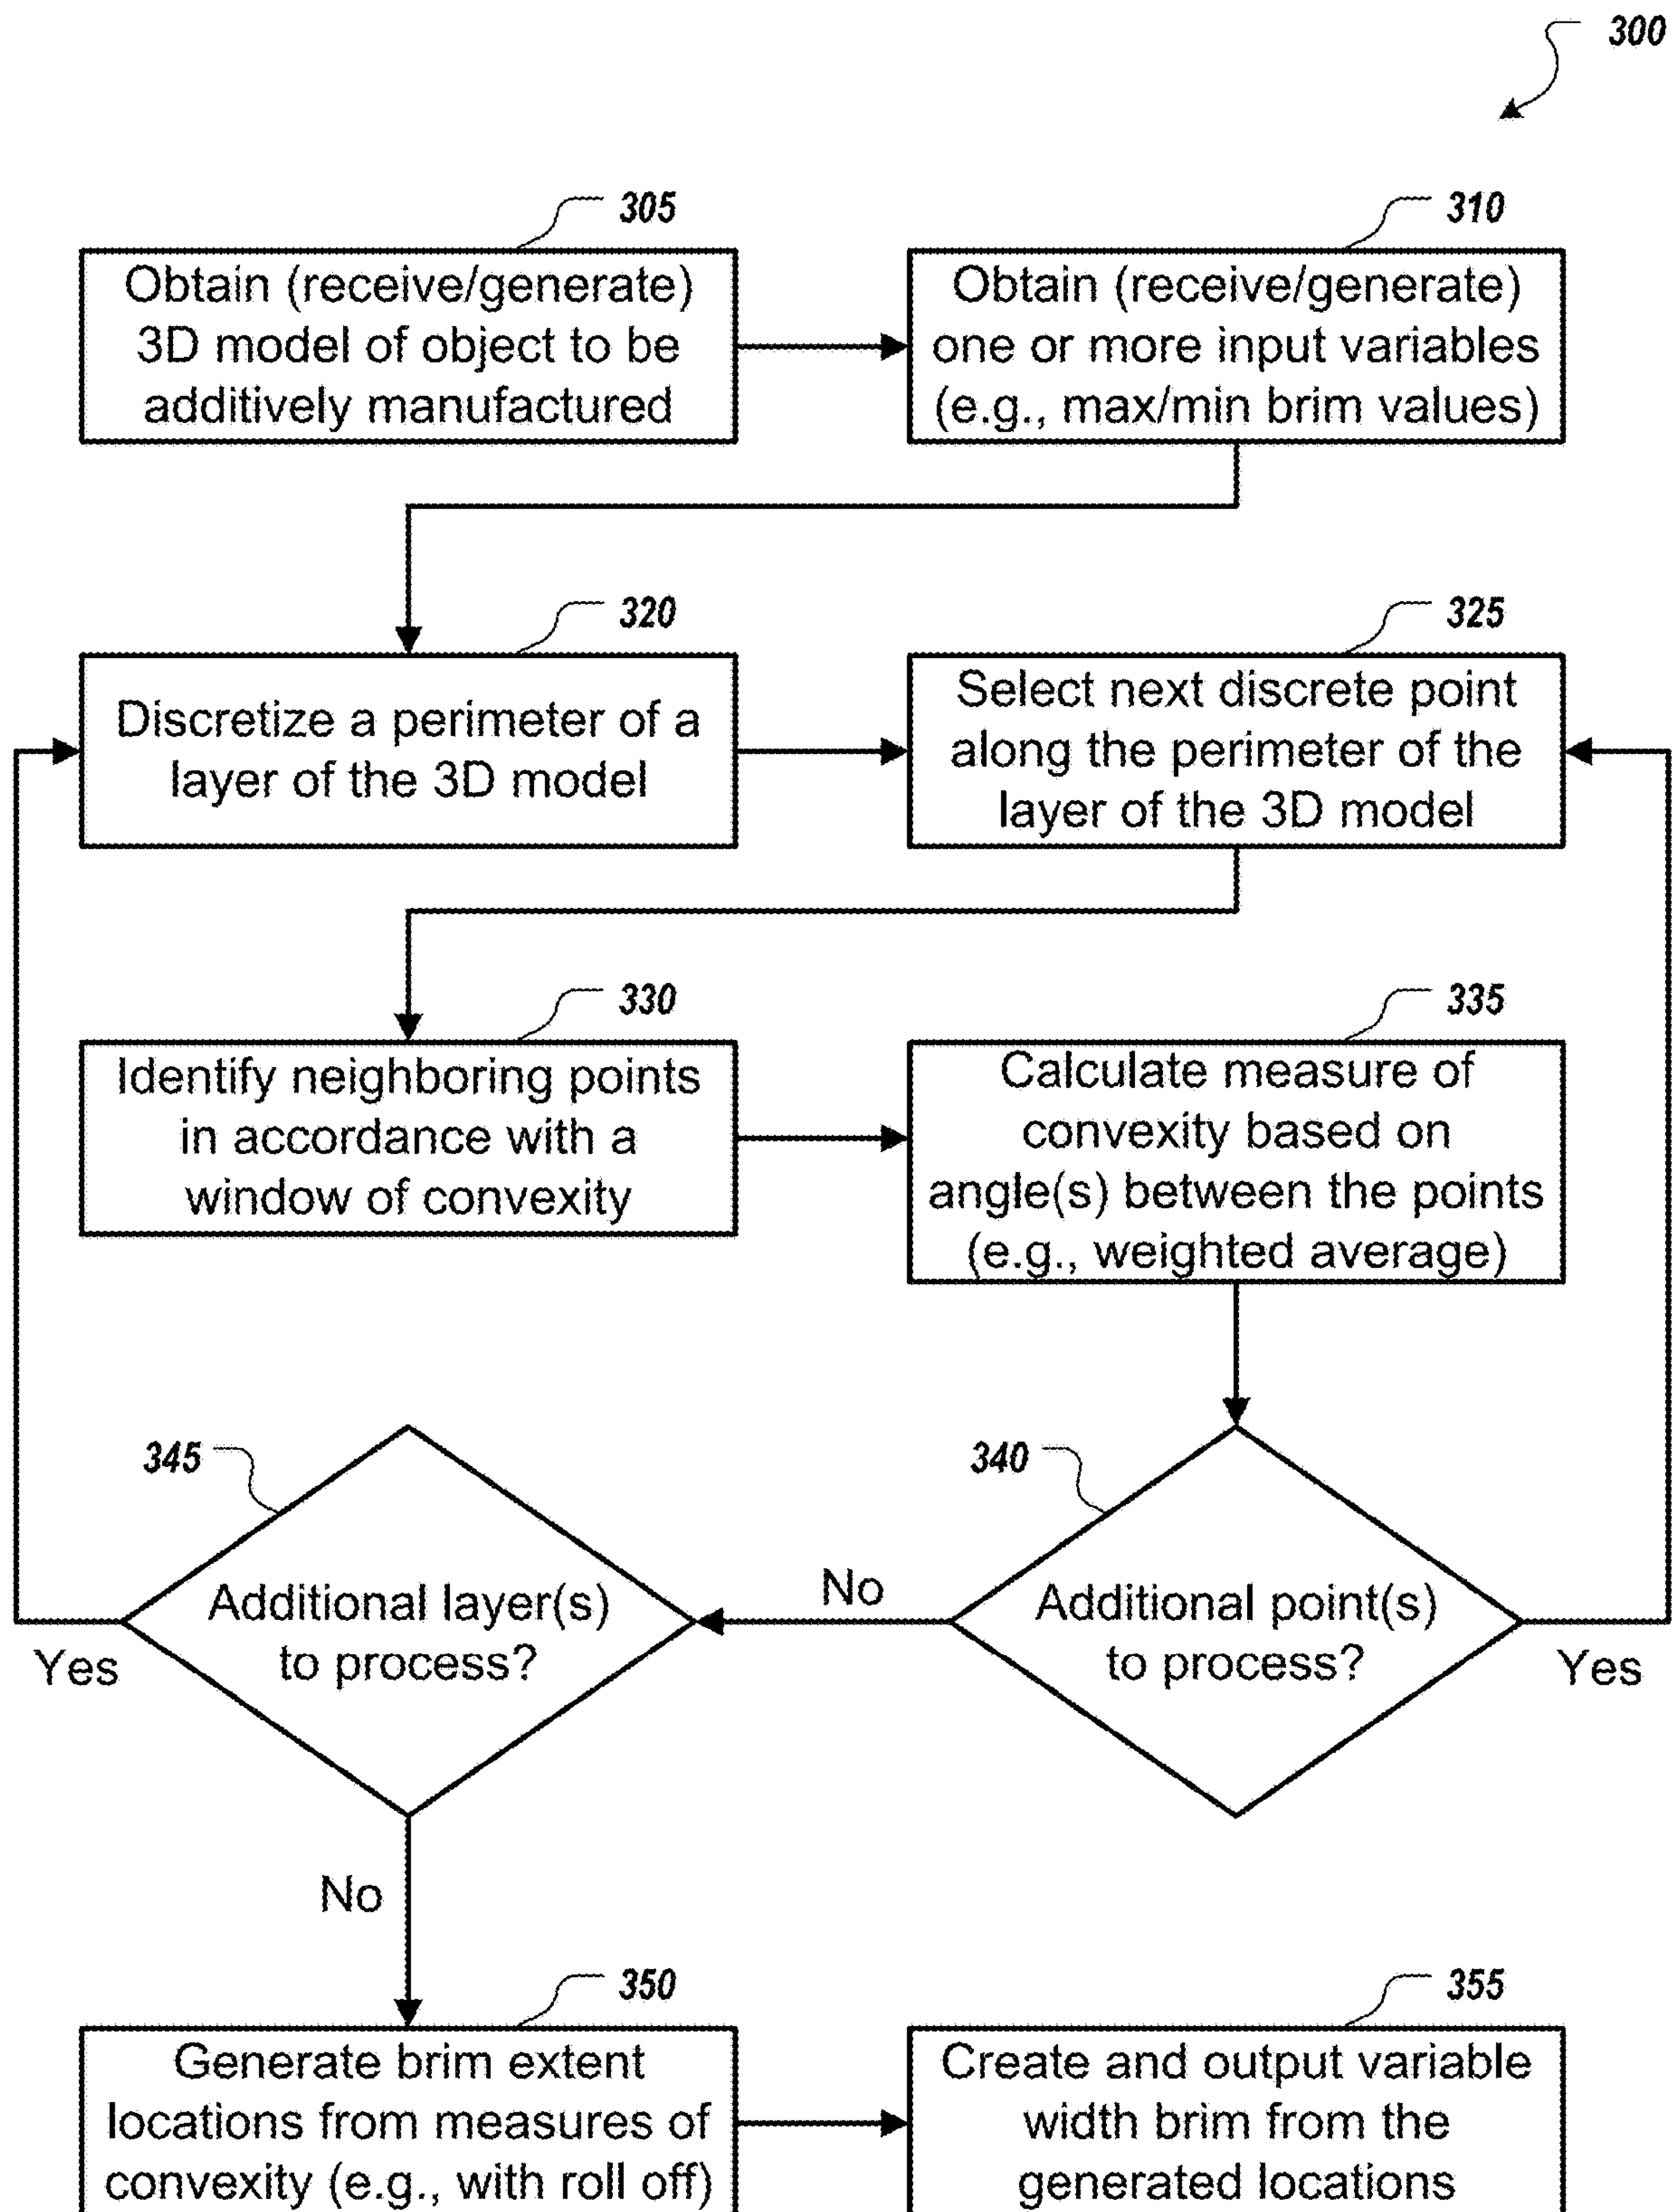 300
305
Obtain (receive/generate)
3D model of object to be
additively manufactured
310
Obtain (receive/generate)
one or more input variables
(e.g., max/min brim values)
320
Discretize a perimeter of a
layer of the 3D model
325
Select next discrete point
along the perimeter of the
layer of the 3D model
330
Identify neighboring points
in accordance with a
window of convexity
335
Calculate measure of
convexity based on
angle(s) between the points
(e.g., weighted average)
345
Additional layer(s)
to process?
Yes
No
340
Additional point(s)
to process?
Yes
No
350
Generate brim extent
locations from measures of
convexity (e.g., with roll off)
355
Create and output variable
width brim from the
generated locations